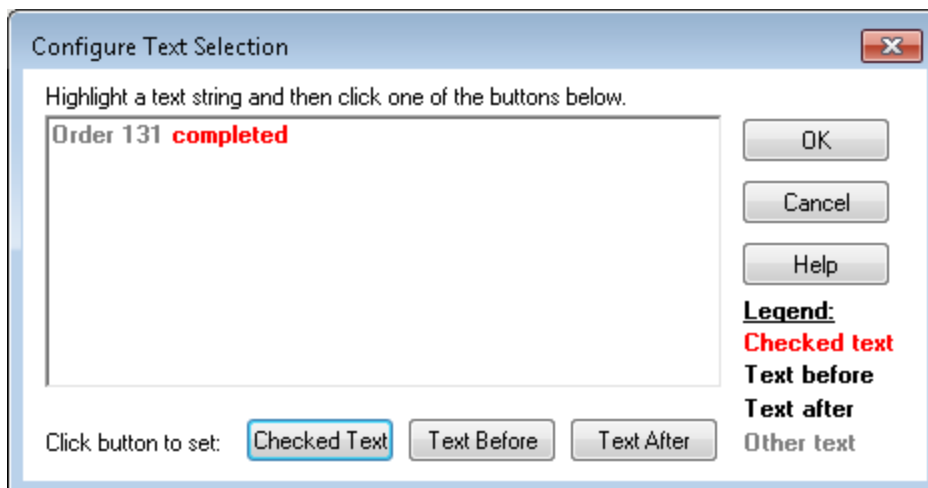 Configure Text Selection
Highlight a text string and then click one of the buttons below.
Order 131 completed
OK
Cancel
Help
Legend:
Checked text
Text before
Text after
Other text
Click button to set: Checked Text Text Before Text After